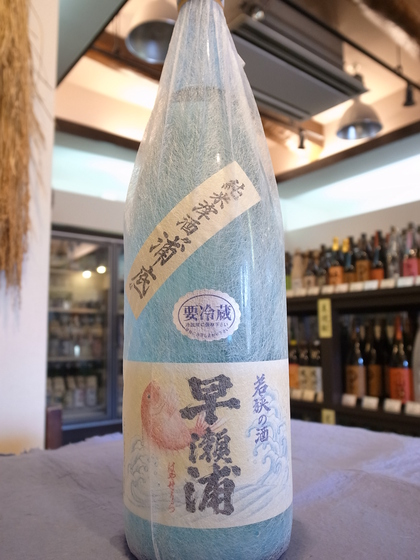 純米滓酒
浦底
要冷蔵
若狭の酒
早瀬浦